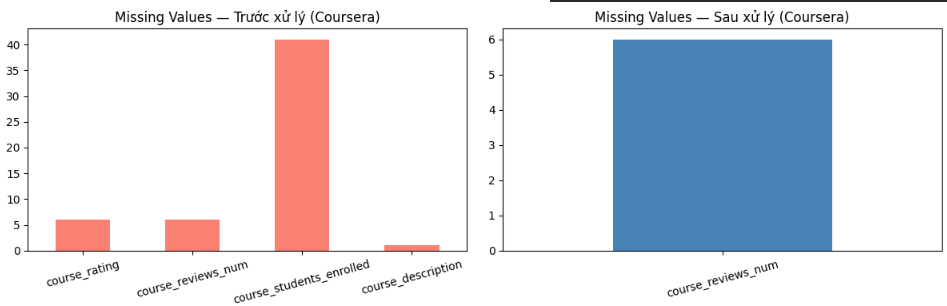 Missing Values — Trước xử lý (Coursera)
40
35
30
25
20
15
10
5
0
course_rating
course_reviews_num
course_students_enrolled
course_description
Missing Values — Sau xử lý (Coursera)
6
5
4
3
2
1
0
course_reviews_num